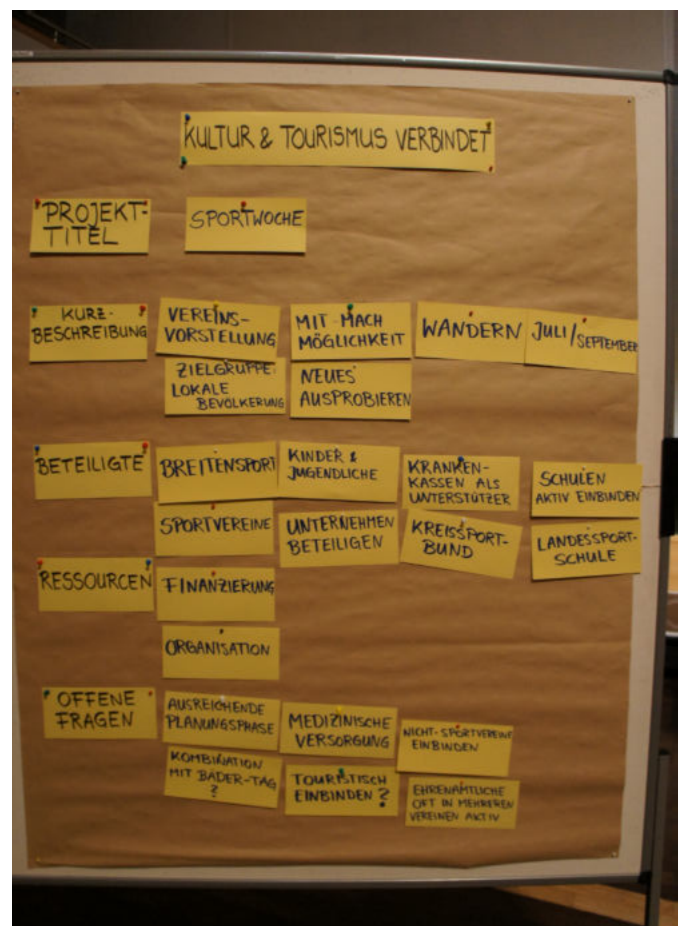 KULTUR & TOURISMUS VERBINDET
PROJEKT-
TITEL
SPORTWOCHE
KURZ-
BESCHREIBUNG
VEREINS-
VORSTELLUNG
MIT-MACH
MÖGLICHKEIT
WANDERN
JULI/SEPTEMBER
ZIELGRUPPE:
LOKALE
BEVÖLKERUNG
NEUES
AUSPROBIEREN
BETEILIGTE
BREITENSPORT
KINDER &
JUGENDLICHE
KRANKEN-
KASSEN ALS
UNTERSTÜTZER
SCHULEN
AKTIV EINBINDEN
SPORTVEREINE
UNTERNEHMEN
BETEILIGEN
KREISSPORT-
BUND
LANDESSPORT-
SCHULE
RESSOURCEN
FINANZIERUNG
ORGANISATION
OFFENE
FRAGEN
AUSREICHENDE
PLANUNGSPHASE
MEDIZINISCHE
VERSORGUNG
NICHT-SPORTVEREINE
EINBINDEN
KOMBINATION
MIT BÄDER-TAG
?
TOURISTISCH
EINBINDEN?
EHRENAMTLICHE
OFT IN MEHREREN
VEREINEN AKTIV